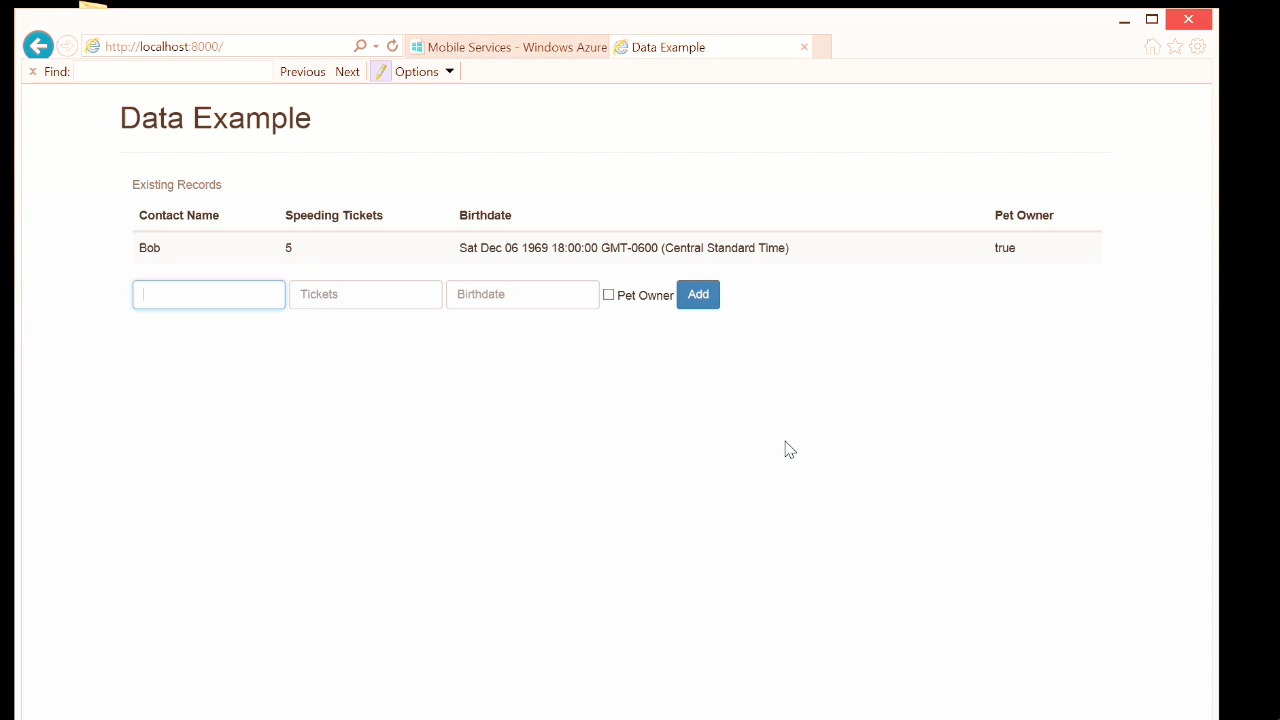 http://localhost:8000/
Mobile Services - Windows Azure
Data Example
x Find:
Previous Next
Options
Data Example
Existing Records
Contact Name Speeding Tickets Birthdate Pet Owner
Bob 5 Sat Dec 06 1969 18:00:00 GMT-0600 (Central Standard Time) true
Tickets Birthdate Pet Owner Add